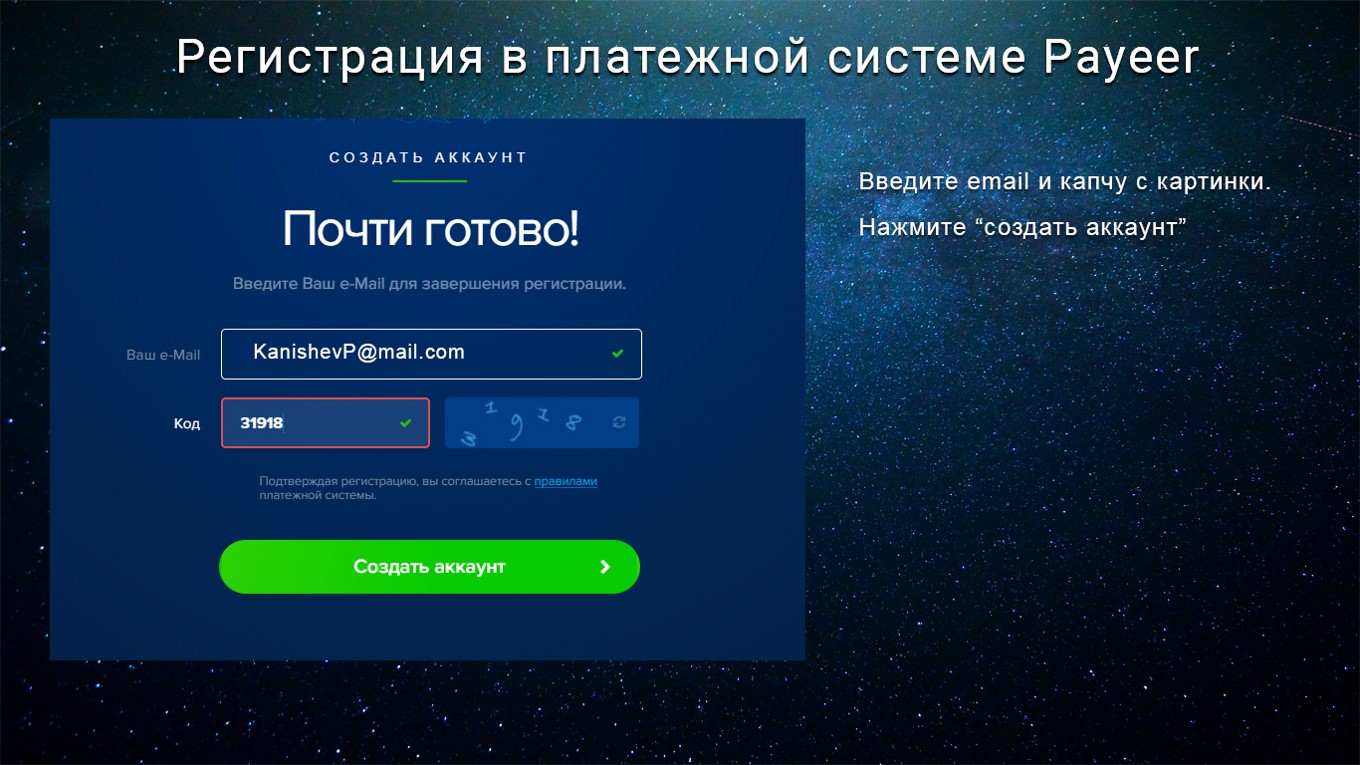 Регистрация в платежной системе Payeer
СОЗДАТЬ АККАУНТ
Почти готово!
Введите Ваш e-Mail для завершения регистрации.
Ваш e-Mail KanishevP@mail.com
Код 31918 3 1 9 1 8
Подтверждая регистрацию, вы соглашаетесь с правилами
платежной системы.
Создать аккаунт
Введите email и капчу с картинки.
Нажмите “создать аккаунт”